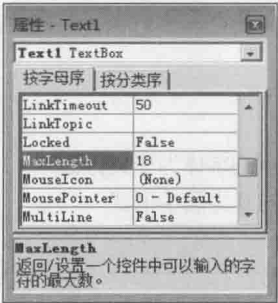 属性 - Text1
Text1 TextBox
按字母序 按分类序
LinkTimeout 50
LinkTopic
Locked False
MaxLength 18
MouseIcon (None)
MousePointer 0 - Default
MultiLine False
MaxLength
返回/设置一个控件中可以输入的字
符的最大数。